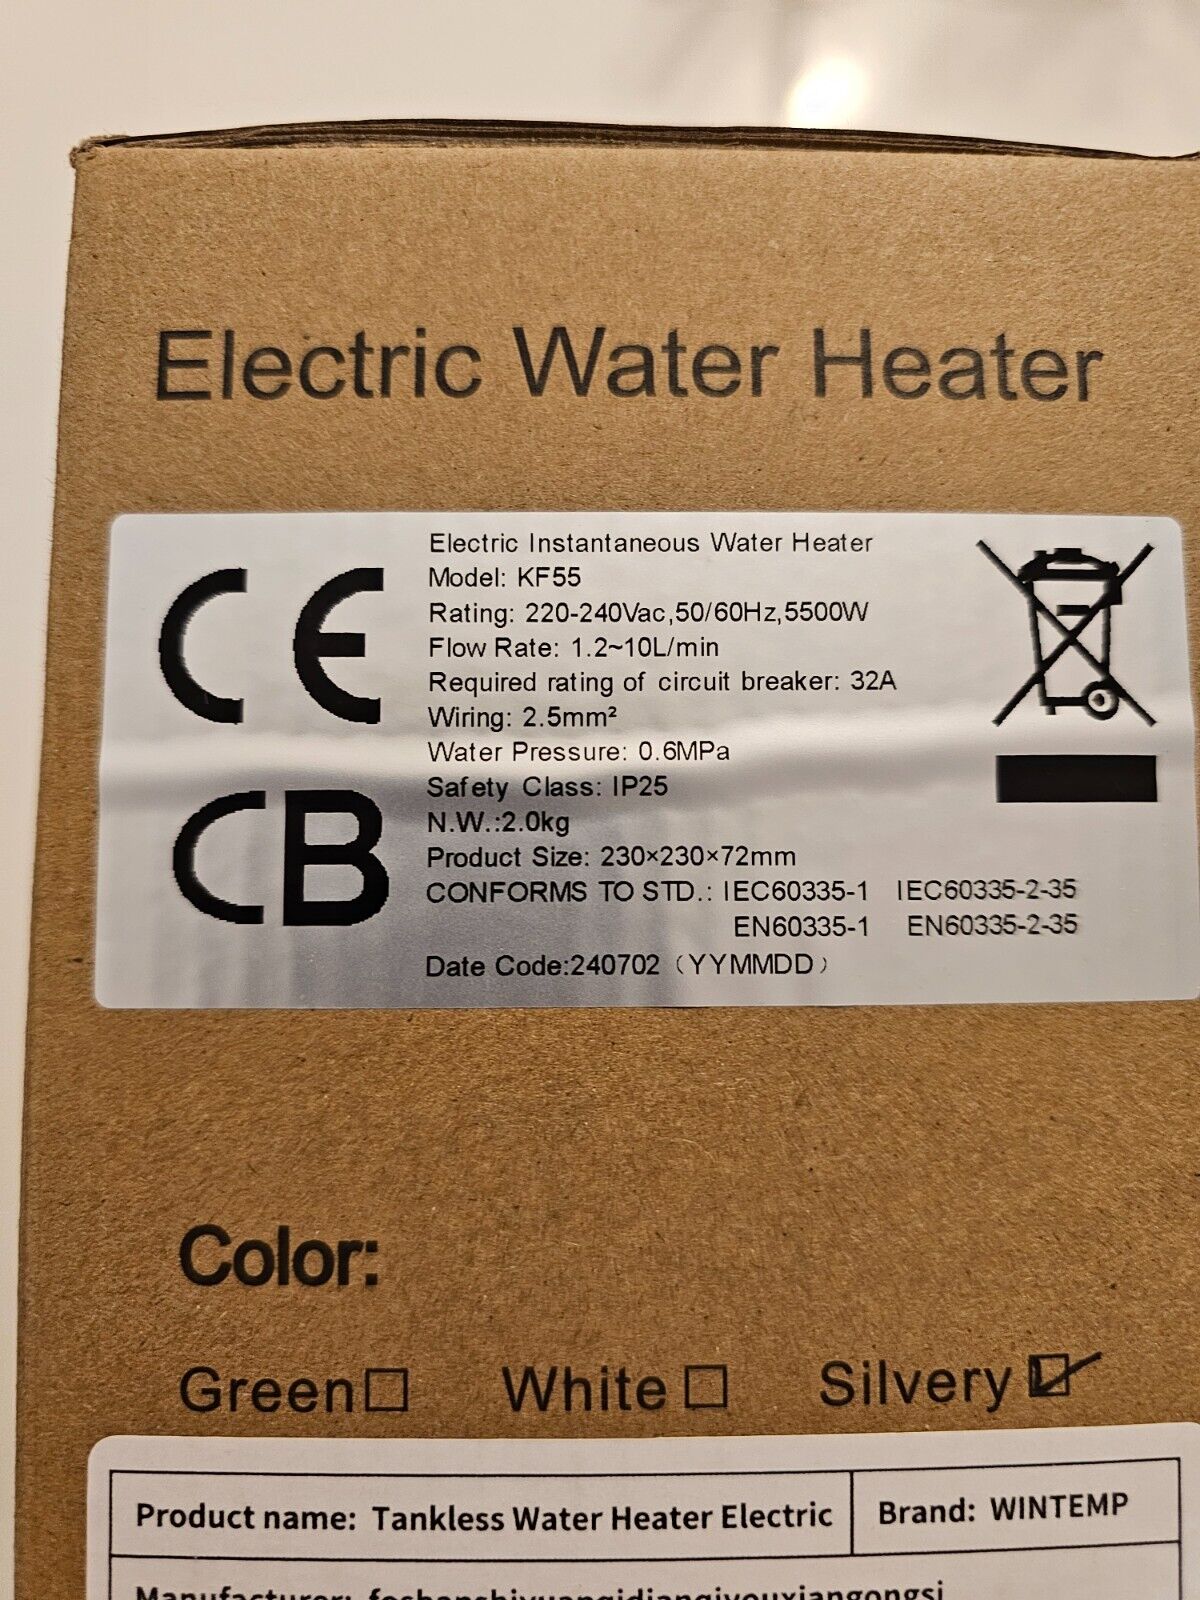 Electric Water Heater
CE
Electric Instantaneous Water Heater
Model: KF55
Rating: 220-240Vac,50/60Hz,5500W
Flow Rate: 1.2~10L/min
Required rating of circuit breaker: 32A
Wiring: 2.5mm²
Water Pressure: 0.6MPa
CB
Safety Class: IP25
N.W.:2.0kg
Product Size: 230×230×72mm
CONFORMS TO STD.: IEC60335-1 IEC60335-2-35
EN60335-1 EN60335-2-35
Date Code:240702 (YYMMDD)
Color:
Green White Silvery
Product name: Tankless Water Heater Electric Brand: WINTEMP
Manufacturer: foshanshiyuanqidianqiyouxiangongsi